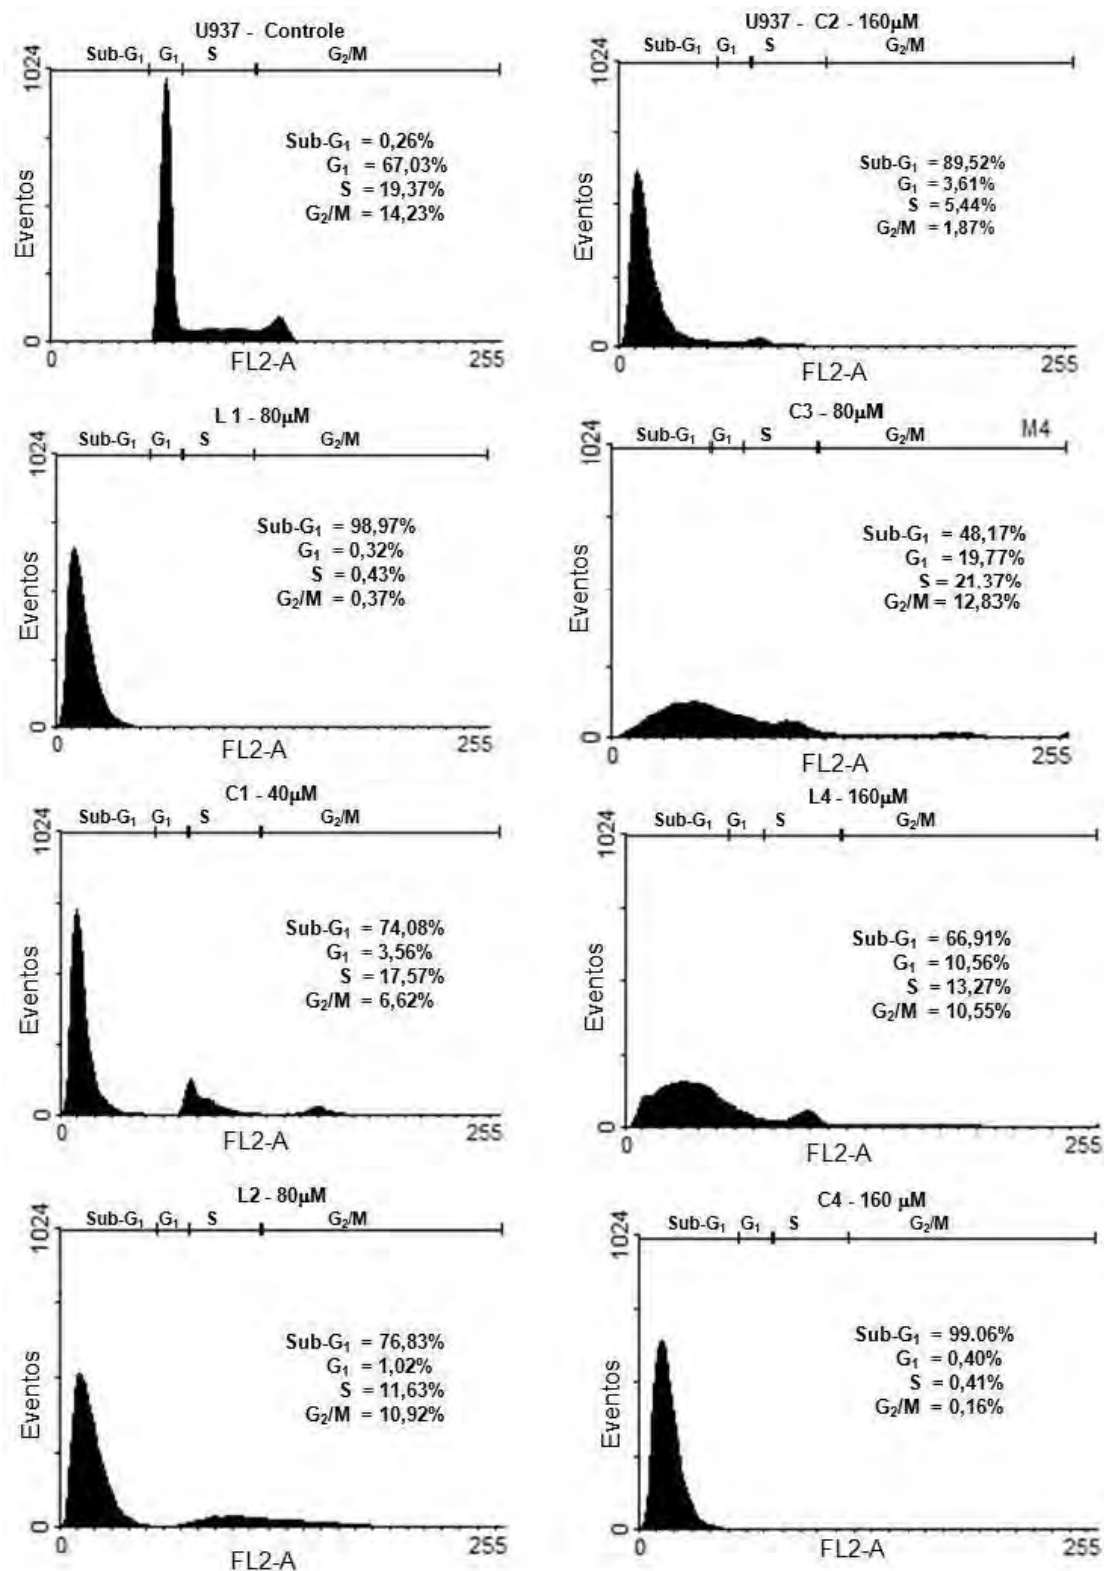 U937 - Controle
Sub-G₁ G₁ S G₂/M
1024
Eventos
Sub-G₁ = 0,26%
G₁ = 67,03%
S = 19,37%
G₂/M = 14,23%
0
0 255
FL2-A
U937 - C2 - 160µM
Sub-G₁ G₁ S G₂/M
1024
Eventos
Sub-G₁ = 89,52%
G₁ = 3,61%
S = 5,44%
G₂/M = 1,87%
0
0 255
FL2-A
L 1 - 80µM
Sub-G₁ G₁ S G₂/M
1024
Eventos
Sub-G₁ = 98,97%
G₁ = 0,32%
S = 0,43%
G₂/M = 0,37%
0
0 255
FL2-A
C3 - 80µM
Sub-G₁ G₁ S G₂/M M4
1024
Eventos
Sub-G₁ = 48,17%
G₁ = 19,77%
S = 21,37%
G₂/M = 12,83%
0
0 255
FL2-A
C1 - 40µM
Sub-G₁ G₁ S G₂/M
1024
Eventos
Sub-G₁ = 74,08%
G₁ = 3,56%
S = 17,57%
G₂/M = 6,62%
0
0 255
FL2-A
L4 - 160µM
Sub-G₁ G₁ S G₂/M
1024
Eventos
Sub-G₁ = 66,91%
G₁ = 10,56%
S = 13,27%
G₂/M = 10,55%
0
0 255
FL2-A
L2 - 80µM
Sub-G₁ G₁ S G₂/M
1024
Eventos
Sub-G₁ = 76,83%
G₁ = 1,02%
S = 11,63%
G₂/M = 10,92%
0
0 255
FL2-A
C4 - 160 µM
Sub-G₁ G₁ S G₂/M
1024
Eventos
Sub-G₁ = 99.06%
G₁ = 0,40%
S = 0,41%
G₂/M = 0,16%
0
0 255
FL2-A